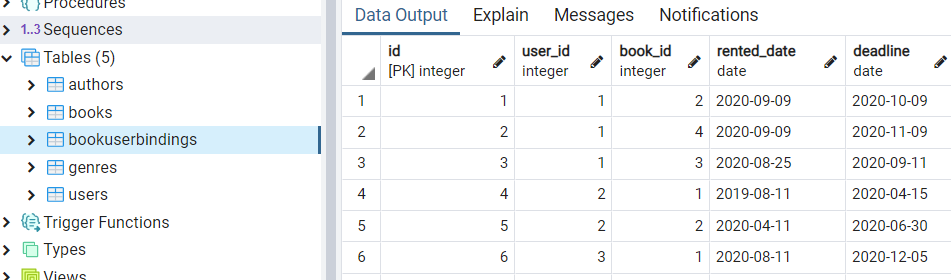 Procedures
1..3 Sequences
Tables (5)
authors
books
bookuserbindings
genres
users
Trigger Functions
Types
Views
Data Output Explain Messages Notifications
id user_id book_id rented_date deadline
[PK] integer integer integer date date
1 1 1 2 2020-09-09 2020-10-09
2 2 1 4 2020-09-09 2020-11-09
3 3 1 3 2020-08-25 2020-09-11
4 4 2 1 2019-08-11 2020-04-15
5 5 2 2 2020-04-11 2020-06-30
6 6 3 1 2020-08-11 2020-12-05